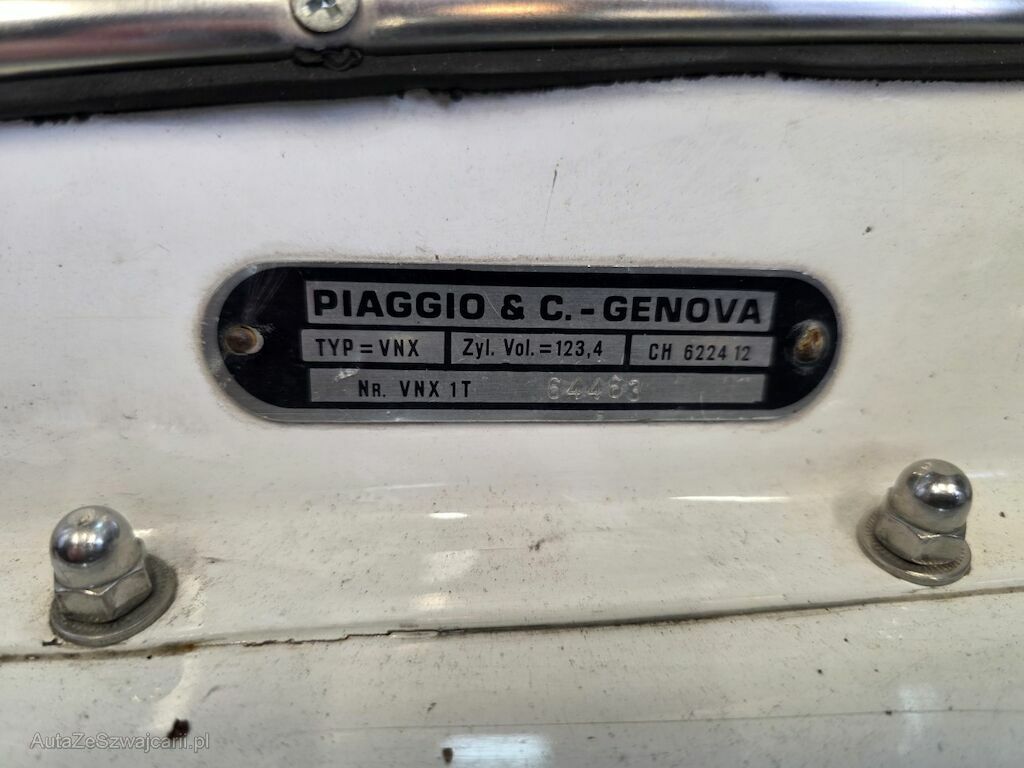 PIAGGIO & C.-GENOVA
TYP=VNX Zyl. Vol.=123,4 CH 6224 12
NR. VNX 1T 64463
AutaZeSzwajcarii.pl